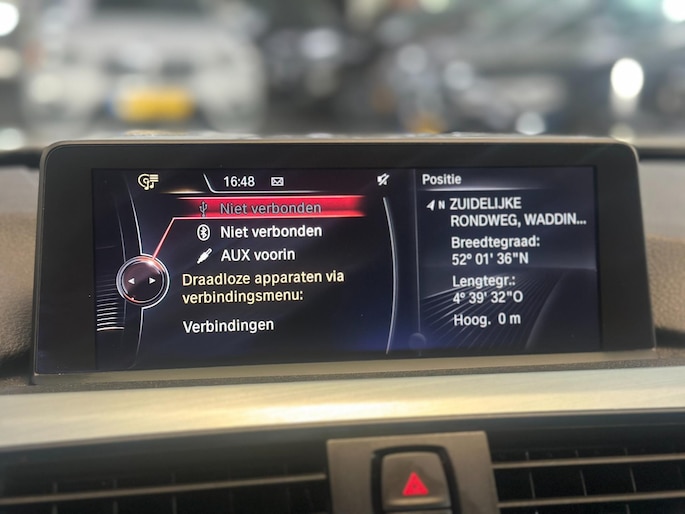 16:48
Niet verbonden
Niet verbonden
AUX voorin
Draadloze apparaten via
verbindingsmenu:
Verbindingen
Positie
N ZUIDELIJKE
RONDWEG, WADDIN...
Breedtegraad:
52° 01' 36"N
Lengtegr.:
4° 39' 32"O
Hoog. 0 m